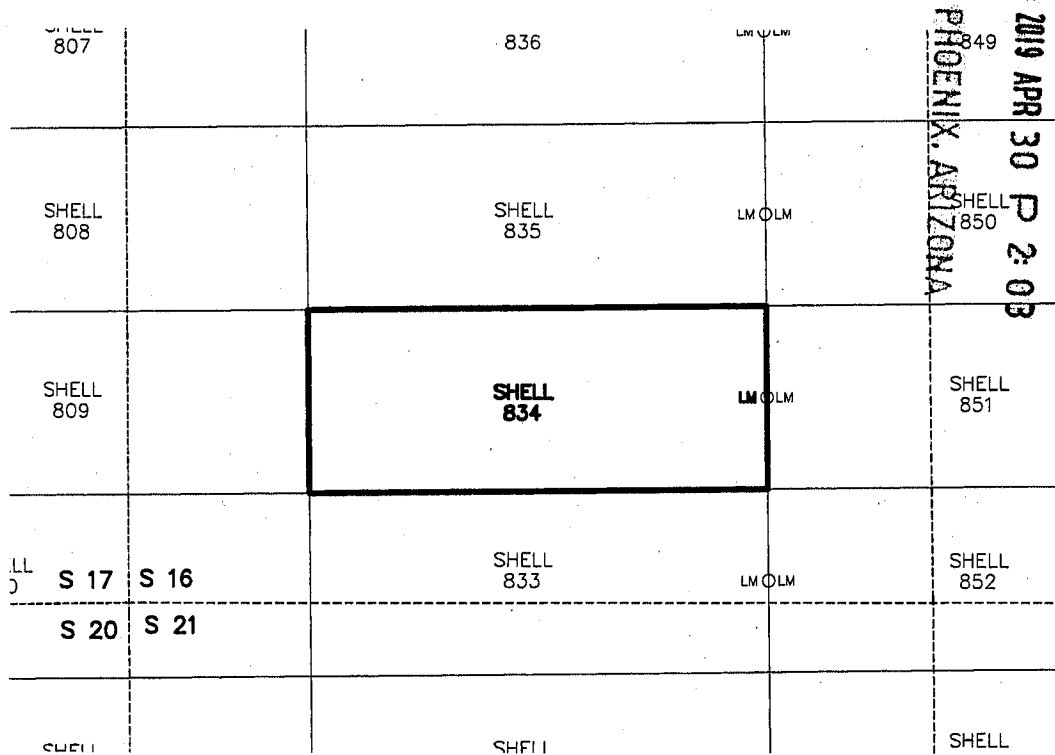 807
836
LM LM
849
SHELL
808
SHELL
835
LM LM
SHELL
850
SHELL
809
SHELL
834
LM LM
SHELL
851
S 17
S 16
SHELL
833
LM LM
SHELL
852
S 20
S 21
SHELL
2019 APR 30 P 2:03
PHOENIX, ARIZONA